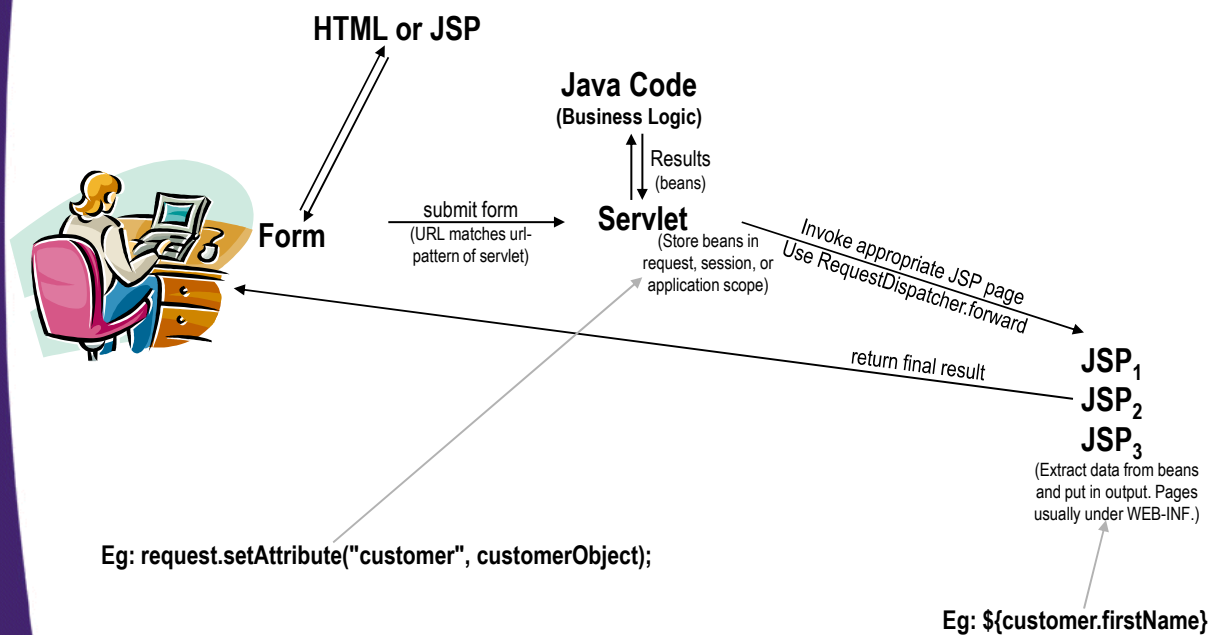 HTML or JSP
Java Code
(Business Logic)
Results
(beans)
Form
submit form
(URL matches url-
pattern of servlet)
Servlet
(Store beans in
request, session, or
application scope)
Invoke appropriate JSP page
Use RequestDispatcher.forward
return final result
JSP1
JSP2
JSP3
(Extract data from beans
and put in output. Pages
usually under WEB-INF.)
Eg: request.setAttribute("customer", customerObject);
Eg: ${customer.firstName}